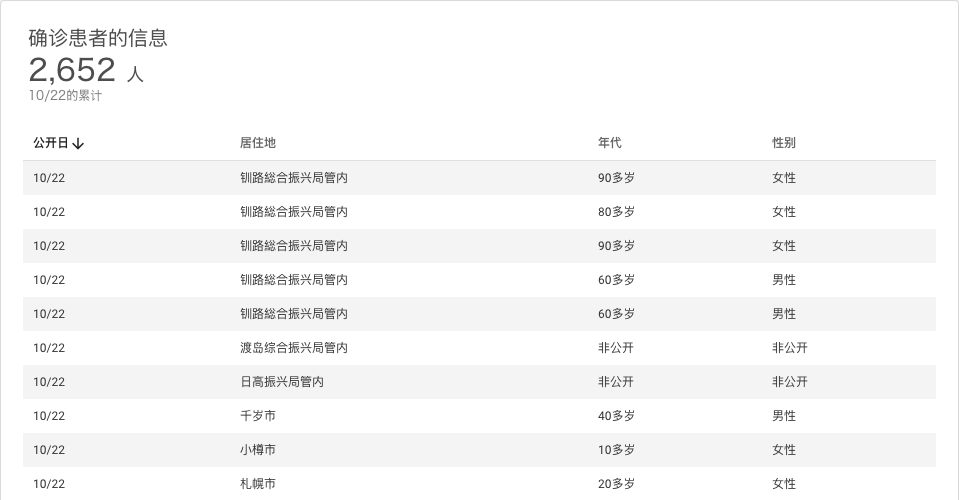 确诊患者的信息
2,652 人
10/22的累计
公开日 居住地 年代 性别
10/22 钏路総合振兴局管内 90多岁 女性
10/22 钏路総合振兴局管内 80多岁 女性
10/22 钏路総合振兴局管内 90多岁 女性
10/22 钏路総合振兴局管内 60多岁 男性
10/22 钏路総合振兴局管内 60多岁 男性
10/22 渡岛综合振兴局管内 非公开 非公开
10/22 日高振兴局管内 非公开 非公开
10/22 千岁市 40多岁 男性
10/22 小樽市 10多岁 女性
10/22 札幌市 20多岁 女性